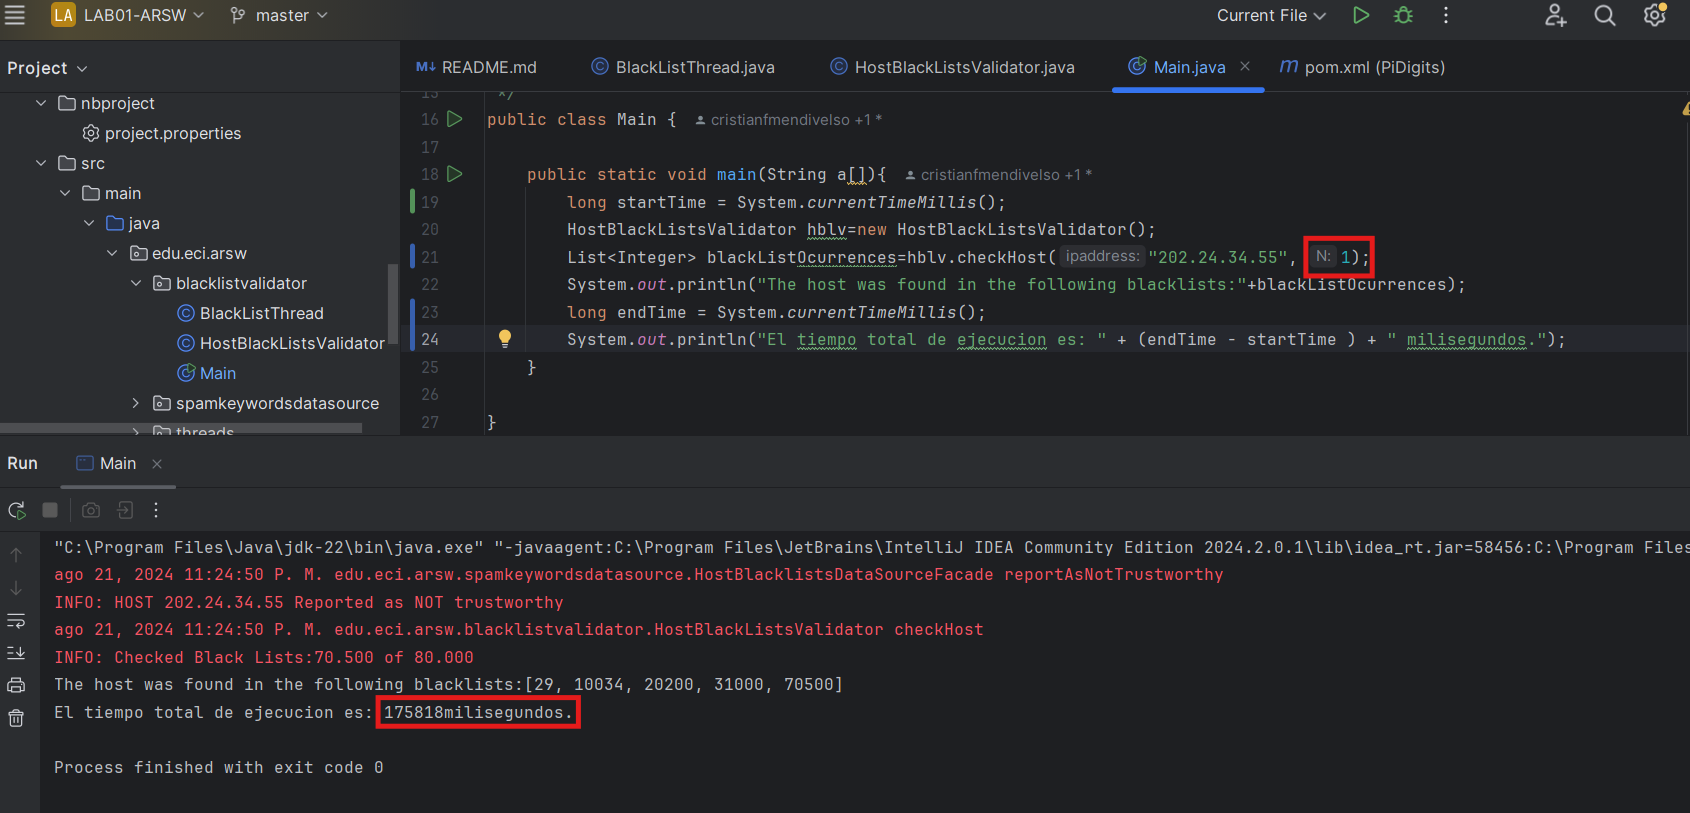 LA LAB01-ARSW master Current File
Project
README.md BlackListThread.java HostBlackListsValidator.java Main.java pom.xml (PiDigits)
nbproject
project.properties
src
main
java
edu.eci.arsw
blacklistvalidator
BlackListThread
HostBlackListsValidator
Main
spamkeywordsdatasource
threads
15 */
16 public class Main { cristianfmendivelso +1 *
17
18 public static void main(String a[]){ cristianfmendivelso +1 *
19 long startTime = System.currentTimeMillis();
20 HostBlackListsValidator hblv=new HostBlackListsValidator();
21 List<Integer> blackListOcurrences=hblv.checkHost( ipaddress: "202.24.34.55", N: 1);
22 System.out.println("The host was found in the following blacklists:"+blackListOcurrences);
23 long endTime = System.currentTimeMillis();
24 System.out.println("El tiempo total de ejecucion es: " + (endTime - startTime ) + " milisegundos.");
25 }
26
27 }
Run Main
"C:\Program Files\Java\jdk-22\bin\java.exe" "-javaagent:C:\Program Files\JetBrains\IntelliJ IDEA Community Edition 2024.2.0.1\lib\idea_rt.jar=58456:C:\Program Files
ago 21, 2024 11:24:50 P. M. edu.eci.arsw.spamkeywordsdatasource.HostBlacklistsDataSourceFacade reportAsNotTrustworthy
INFO: HOST 202.24.34.55 Reported as NOT trustworthy
ago 21, 2024 11:24:50 P. M. edu.eci.arsw.blacklistvalidator.HostBlackListsValidator checkHost
INFO: Checked Black Lists:70.500 of 80.000
The host was found in the following blacklists:[29, 10034, 20200, 31000, 70500]
El tiempo total de ejecucion es: 175818milisegundos.
Process finished with exit code 0